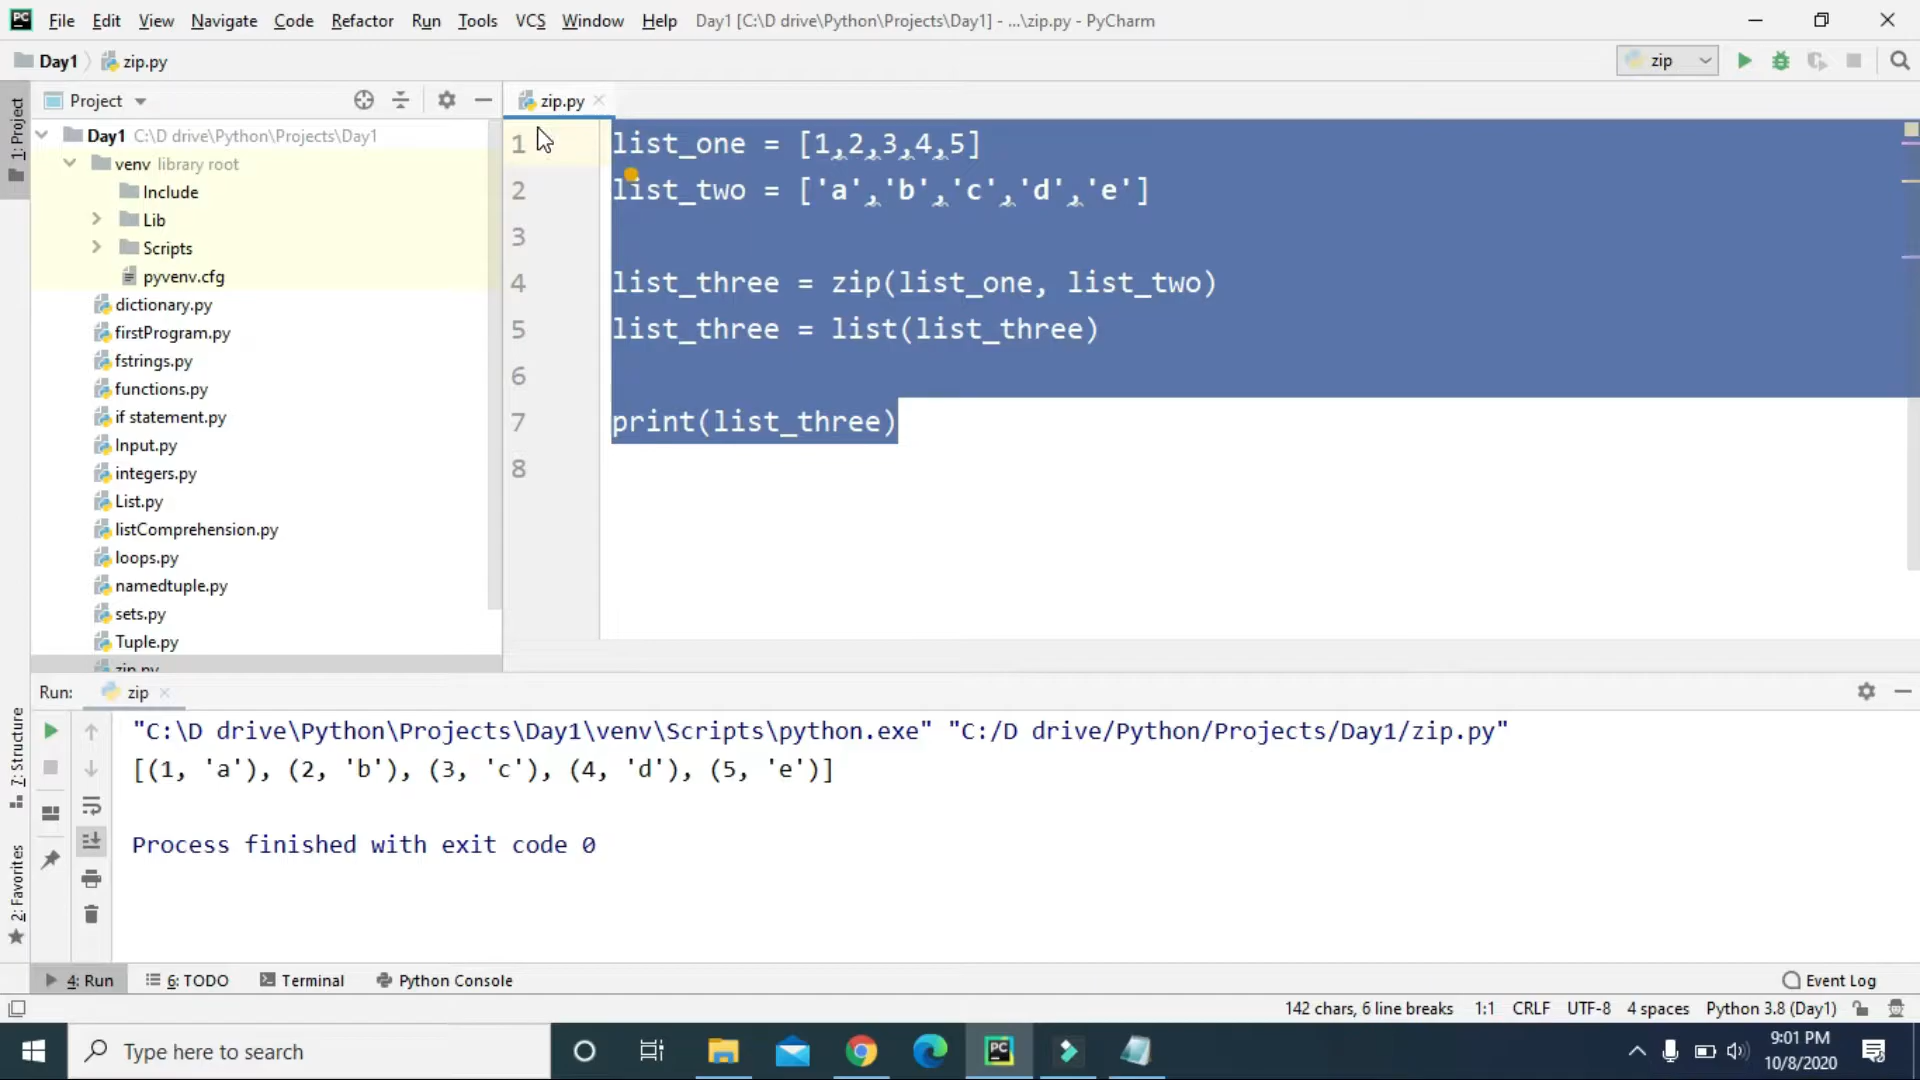 File Edit View Navigate Code Refactor Run Tools VCS Window Help Day1 [C:\D drive\Python\Projects\Day1] - ...\zip.py - PyCharm
Day1 zip.py zip
1: Project
Project
zip.py
Day1 C:\D drive\Python\Projects\Day1
venv library root
Include
Lib
Scripts
pyvenv.cfg
dictionary.py
firstProgram.py
fstrings.py
functions.py
if statement.py
Input.py
integers.py
List.py
listComprehension.py
loops.py
namedtuple.py
sets.py
Tuple.py
zip.py
1 list_one = [1,2,3,4,5]
2 list_two = ['a','b','c','d','e']
3
4 list_three = zip(list_one, list_two)
5 list_three = list(list_three)
6
7 print(list_three)
8
Run: zip
"C:\D drive\Python\Projects\Day1\venv\Scripts\python.exe" "C:/D drive/Python/Projects/Day1/zip.py"
[(1, 'a'), (2, 'b'), (3, 'c'), (4, 'd'), (5, 'e')]
Process finished with exit code 0
7: Structure
2: Favorites
4: Run 6: TODO Terminal Python Console Event Log
142 chars, 6 line breaks 1:1 CRLF UTF-8 4 spaces Python 3.8 (Day1)
Type here to search
9:01 PM
10/8/2020